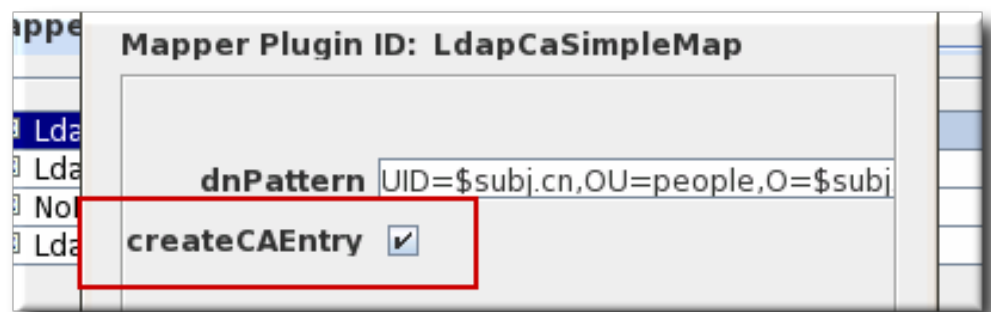 appe
Mapper Plugin ID: LdapCaSimpleMap
Lda
Lda
dnPattern UID=$subj.cn,OU=people,O=$subj.
No
createCAEntry
Lda